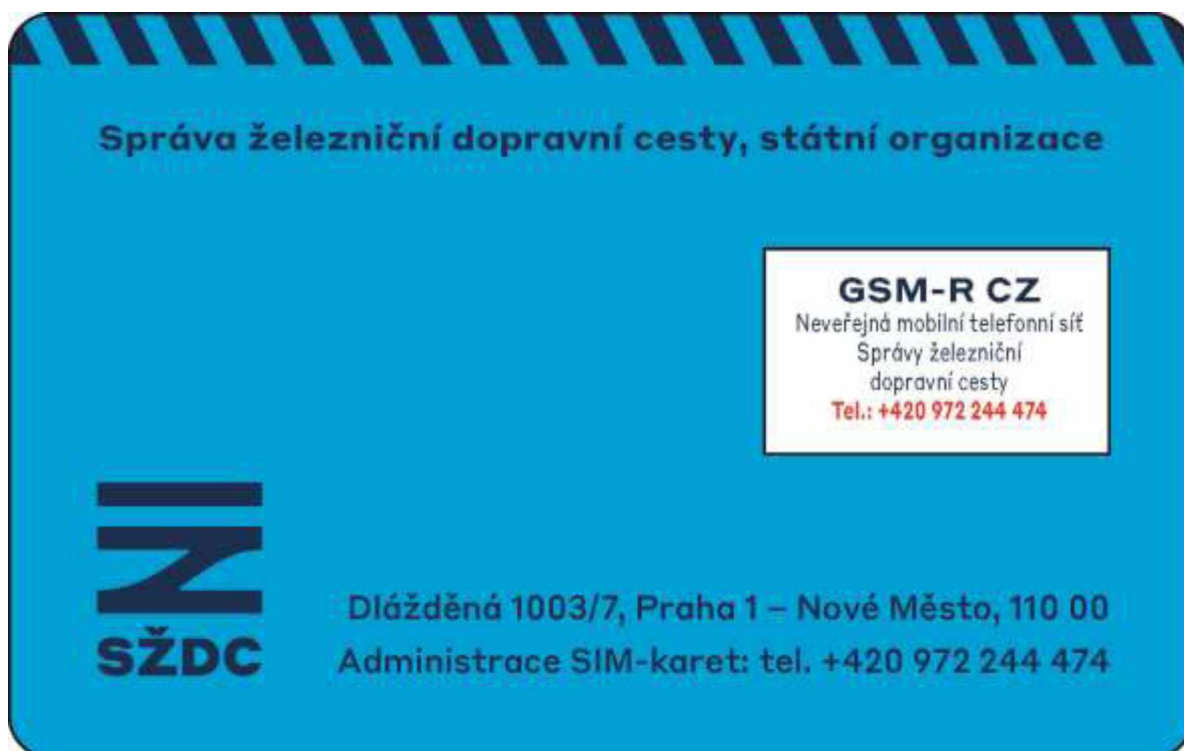 Správa železniční dopravní cesty, státní organizace
GSM-R CZ
Neveřejná mobilní telefonní síť
Správy železniční
dopravní cesty
Tel.: +420 972 244 474
SŽDC
Dlážděná 1003/7, Praha 1 – Nové Město, 110 00
Administrace SIM-karet: tel. +420 972 244 474